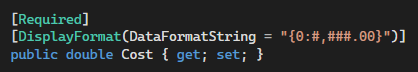 [Required]
[DisplayFormat(DataFormatString = "{0:#,###.00}")]
public double Cost { get; set; }